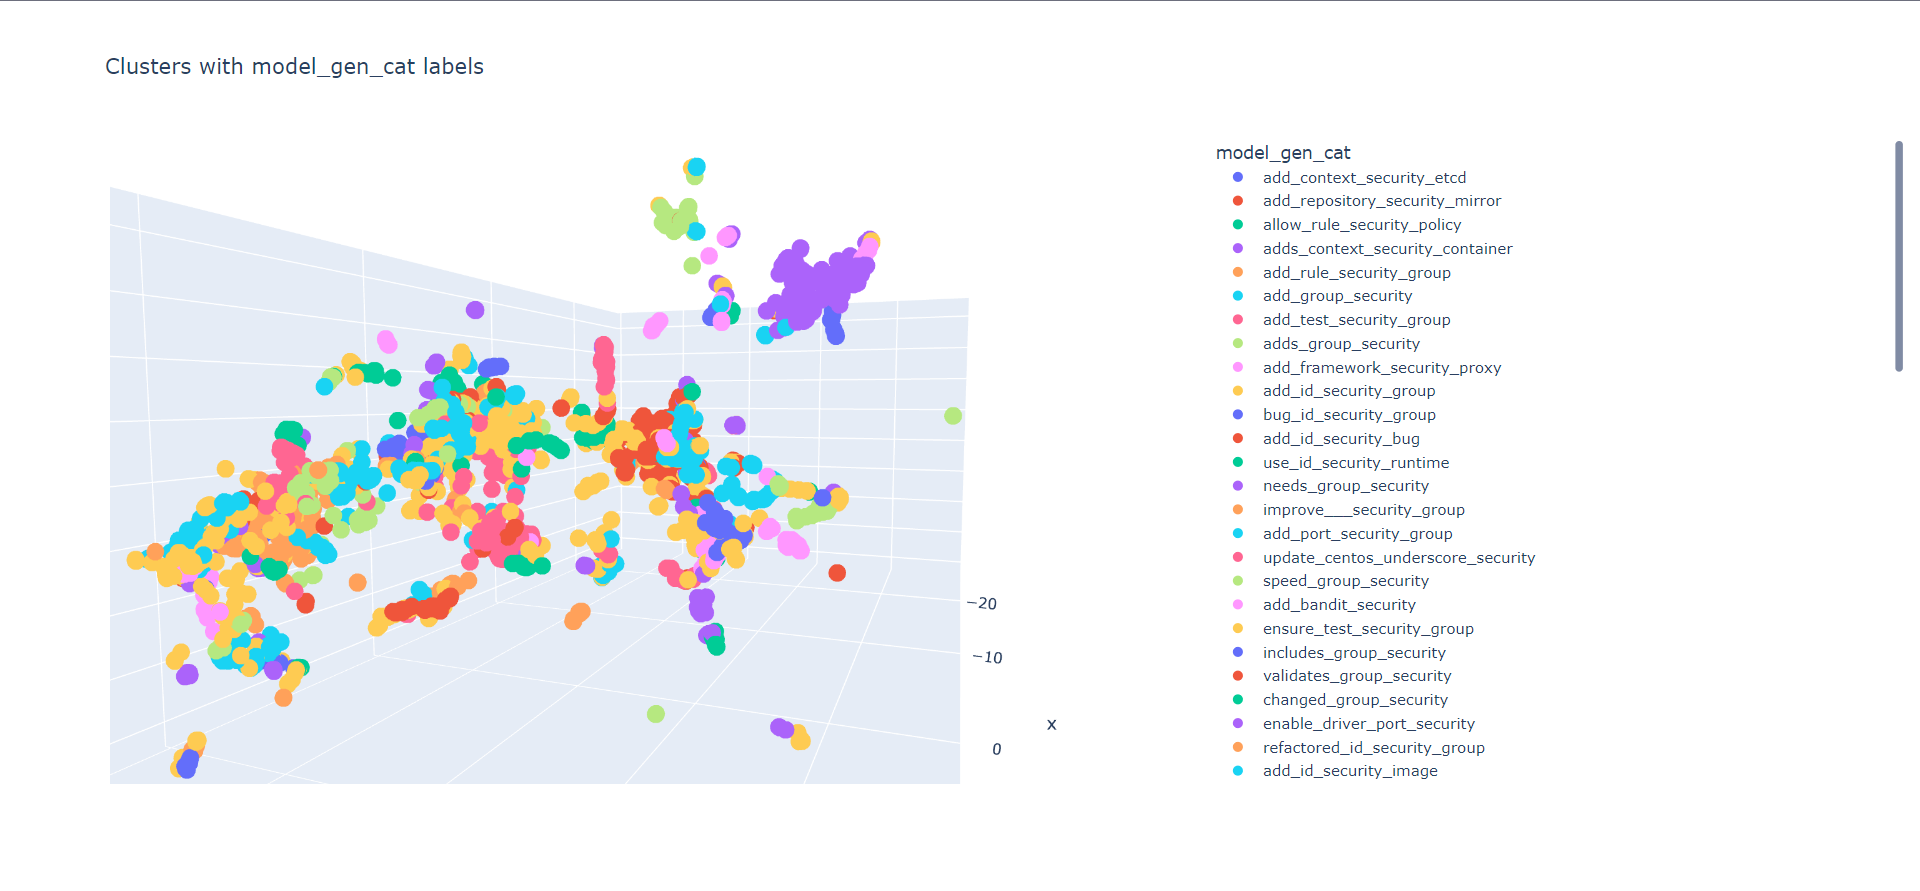 Clusters with model_gen_cat labels
model_gen_cat
add_context_security_etcd
add_repository_security_mirror
allow_rule_security_policy
adds_context_security_container
add_rule_security_group
add_group_security
add_test_security_group
adds_group_security
add_framework_security_proxy
add_id_security_group
bug_id_security_group
add_id_security_bug
use_id_security_runtime
needs_group_security
improve___security_group
add_port_security_group
update_centos_underscore_security
speed_group_security
add_bandit_security
ensure_test_security_group
includes_group_security
validates_group_security
changed_group_security
enable_driver_port_security
refactored_id_security_group
add_id_security_image
−20
−10
x
0